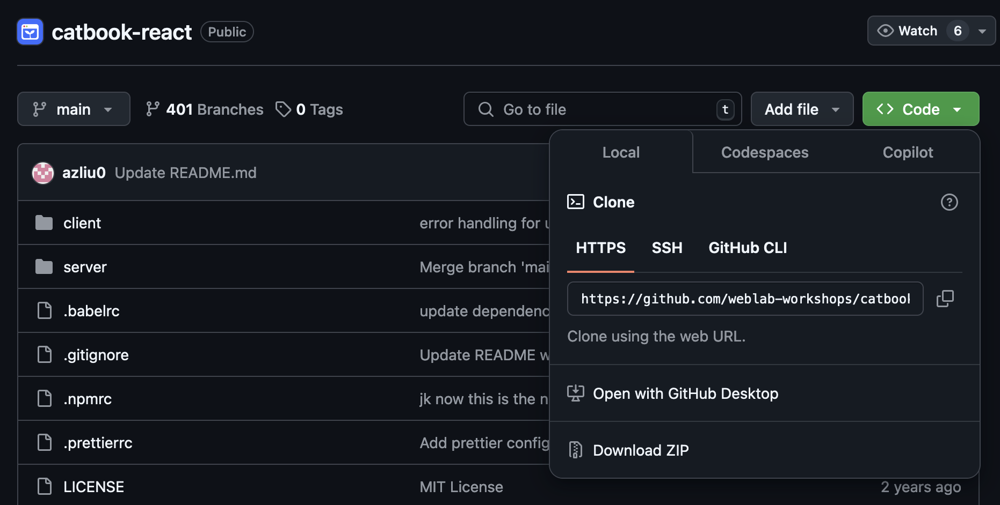 catbook-react Public Watch 6
main 401 Branches 0 Tags Go to file t Add file Code
azliu0 Update README.md
client error handling for
server Merge branch 'mai
.babelrc update dependenc
.gitignore Update README
.npmrc jk now this is the n
.prettierrc Add prettier config
LICENSE MIT License 2 years ago
Local Codespaces Copilot
Clone
HTTPS SSH GitHub CLI
https://github.com/weblab-workshops/catbook
Clone using the web URL.
Open with GitHub Desktop
Download ZIP